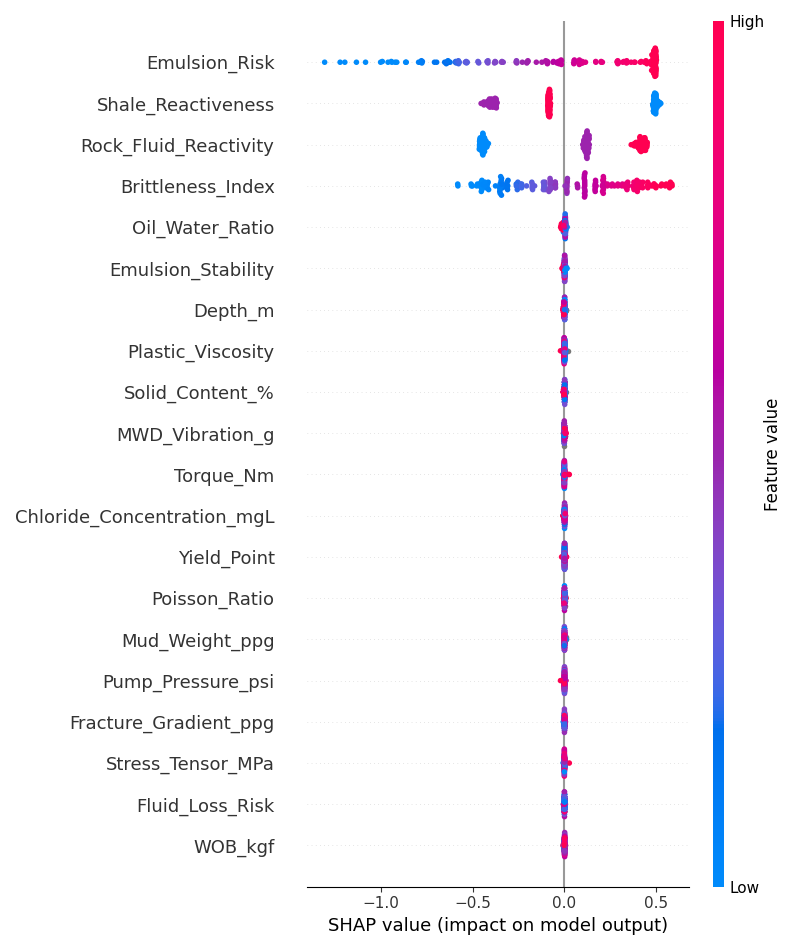 High
Emulsion_Risk
Shale_Reactiveness
Rock_Fluid_Reactivity
Brittleness_Index
Oil_Water_Ratio
Emulsion_Stability
Depth_m
Plastic_Viscosity
Solid_Content_%
MWD_Vibration_g
Torque_Nm
Chloride_Concentration_mgL
Yield_Point
Poisson_Ratio
Mud_Weight_ppg
Pump_Pressure_psi
Fracture_Gradient_ppg
Stress_Tensor_MPa
Fluid_Loss_Risk
WOB_kgf
Feature value
Low
−1.0 −0.5 0.0 0.5
SHAP value (impact on model output)